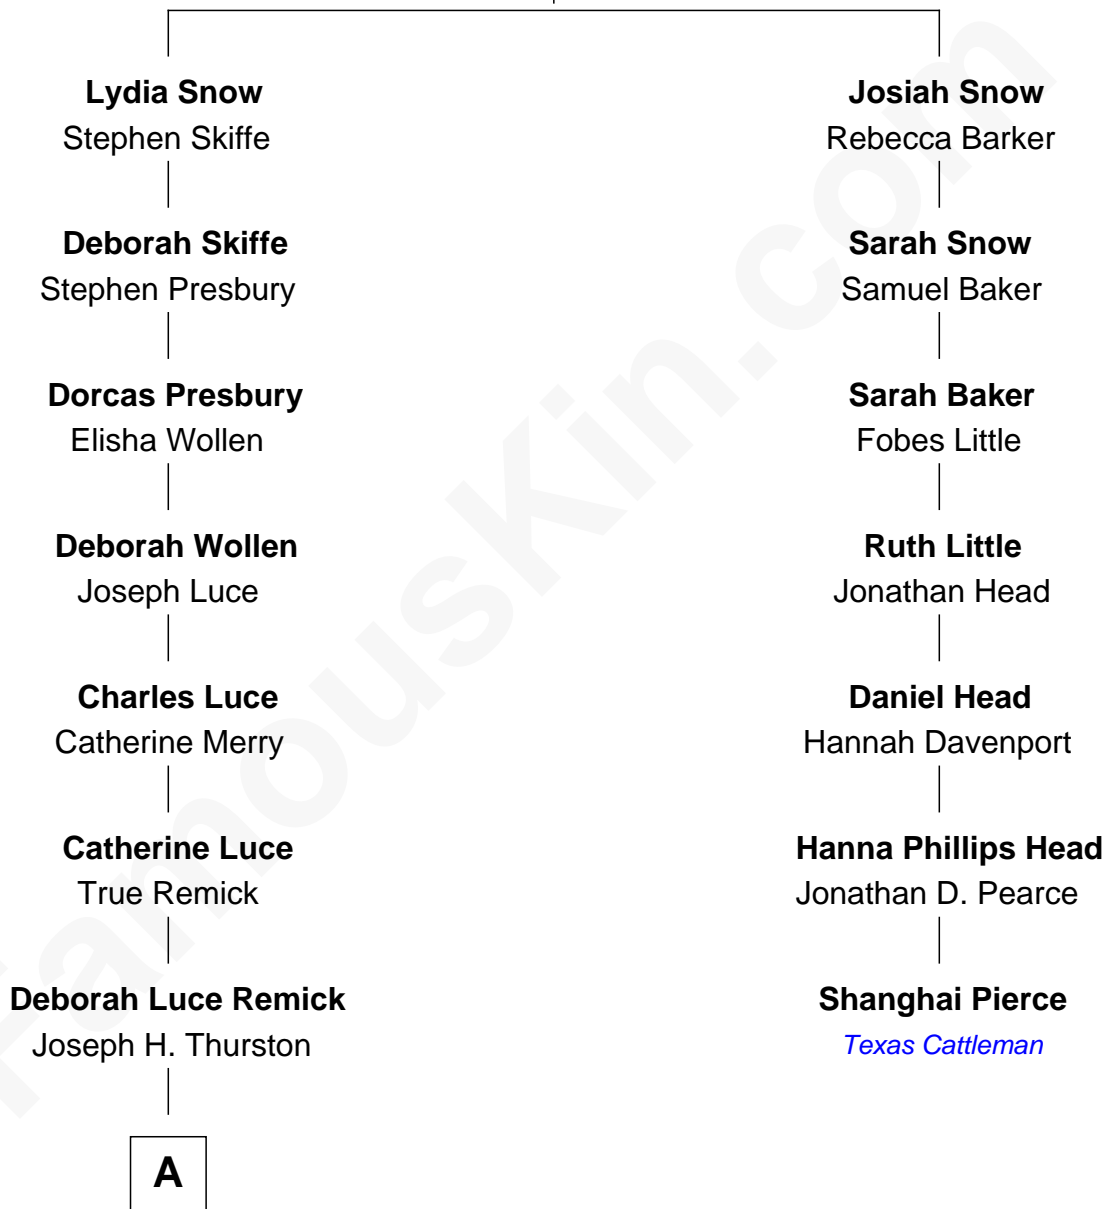 Lydia Snow
Stephen Skiffe
Josiah Snow
Rebecca Barker
Deborah Skiffe
Stephen Presbury
Sarah Snow
Samuel Baker
Dorcas Presbury
Elisha Wollen
Sarah Baker
Fobes Little
Deborah Wollen
Joseph Luce
Ruth Little
Jonathan Head
Charles Luce
Catherine Merry
Daniel Head
Hannah Davenport
Catherine Luce
True Remick
Hanna Phillips Head
Jonathan D. Pearce
Deborah Luce Remick
Joseph H. Thurston
Shanghai Pierce
Texas Cattleman
A
FamousKin.com